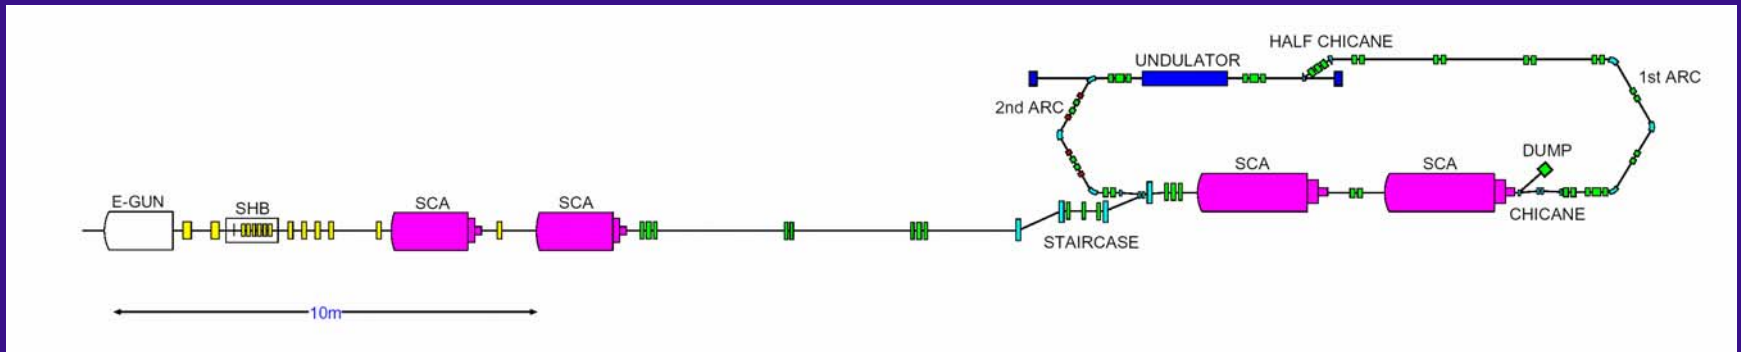 HALF CHICANE
UNDULATOR
1st ARC
2nd ARC
DUMP
SCA
SCA
E-GUN
SHB
SCA
SCA
CHICANE
STAIRCASE
10m